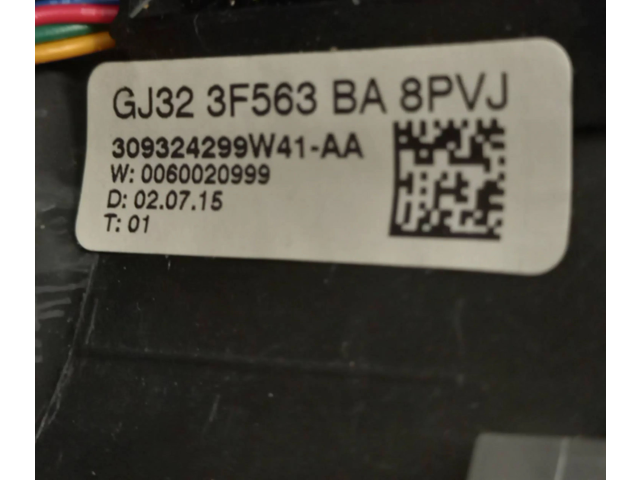 GJ32 3F563 BA 8PVJ
309324299W41-AA
W: 0060020999
D: 02.07.15
T: 01